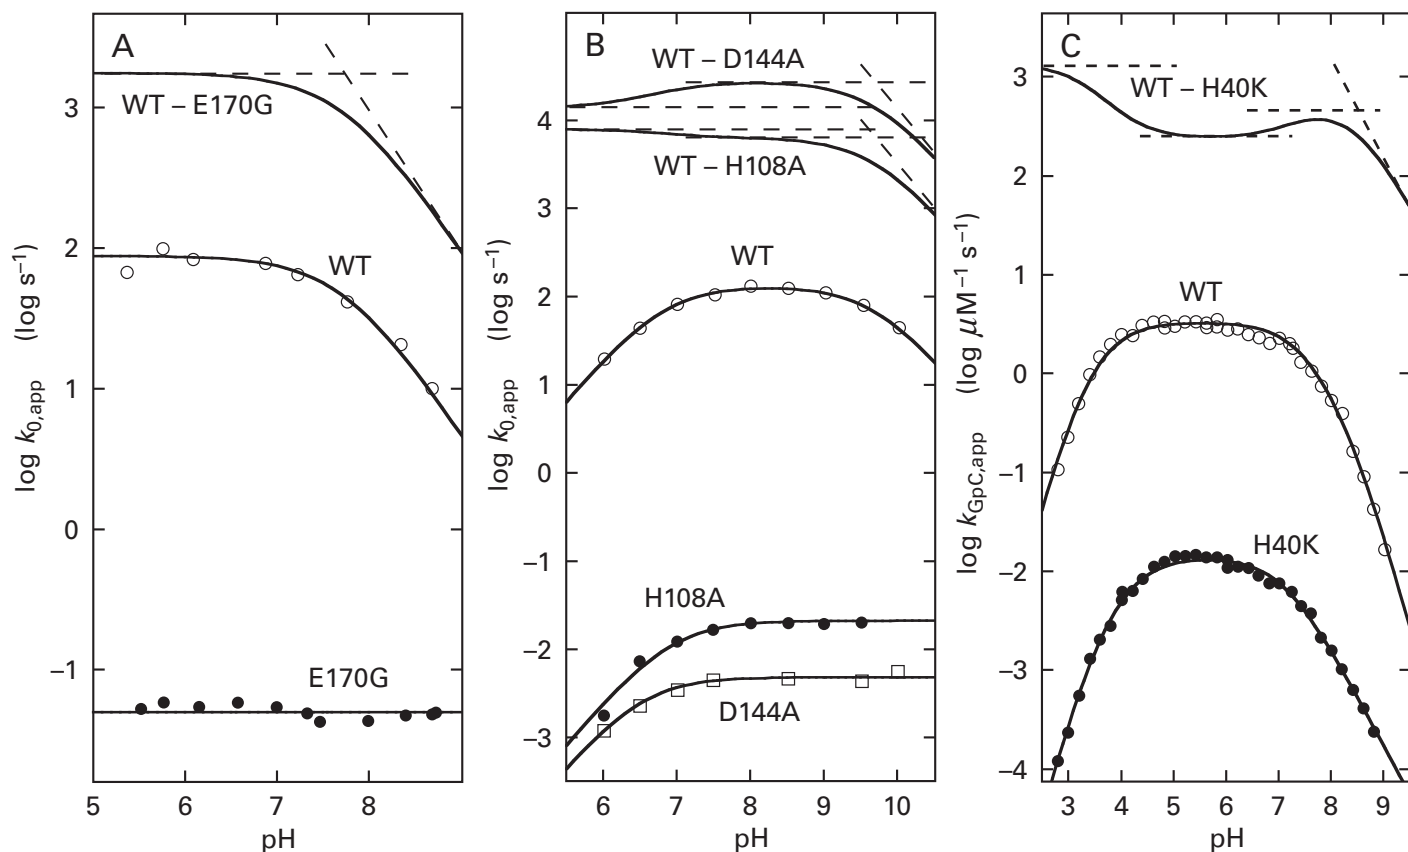 A
WT – E170G
WT
E170G
3
2
1
0
–1
log k0,app (log s–1)
5 6 7 8
pH
B
WT – D144A
WT – H108A
WT
H108A
D144A
4
3
2
1
0
–1
–2
–3
log k0,app (log s–1)
6 7 8 9 10
pH
C
WT – H40K
WT
H40K
3
2
1
0
–1
–2
–3
–4
log kGpC,app (log μM–1 s–1)
3 4 5 6 7 8 9
pH